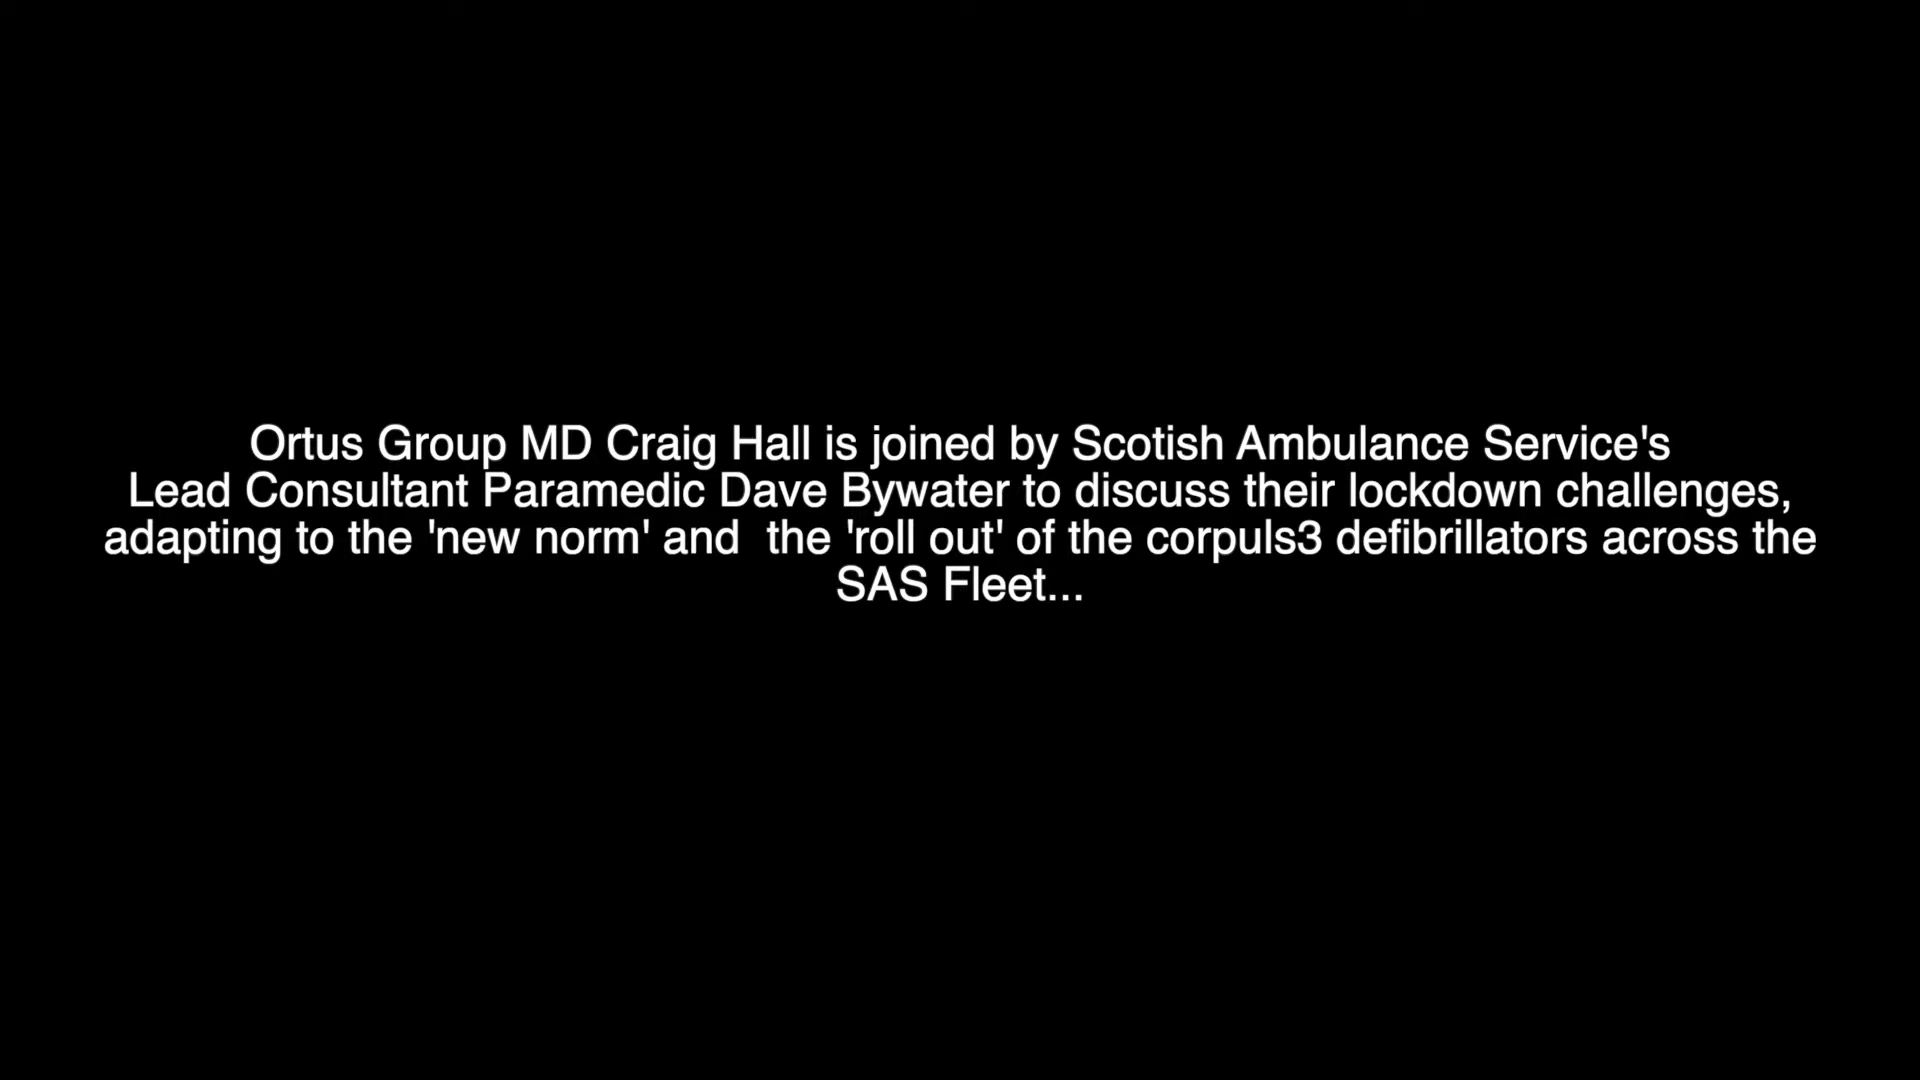 Ortus Group MD Craig Hall is joined by Scotish Ambulance Service's
Lead Consultant Paramedic Dave Bywater to discuss their lockdown challenges,
adapting to the 'new norm' and  the 'roll out' of the corpuls3 defibrillators across the
SAS Fleet...